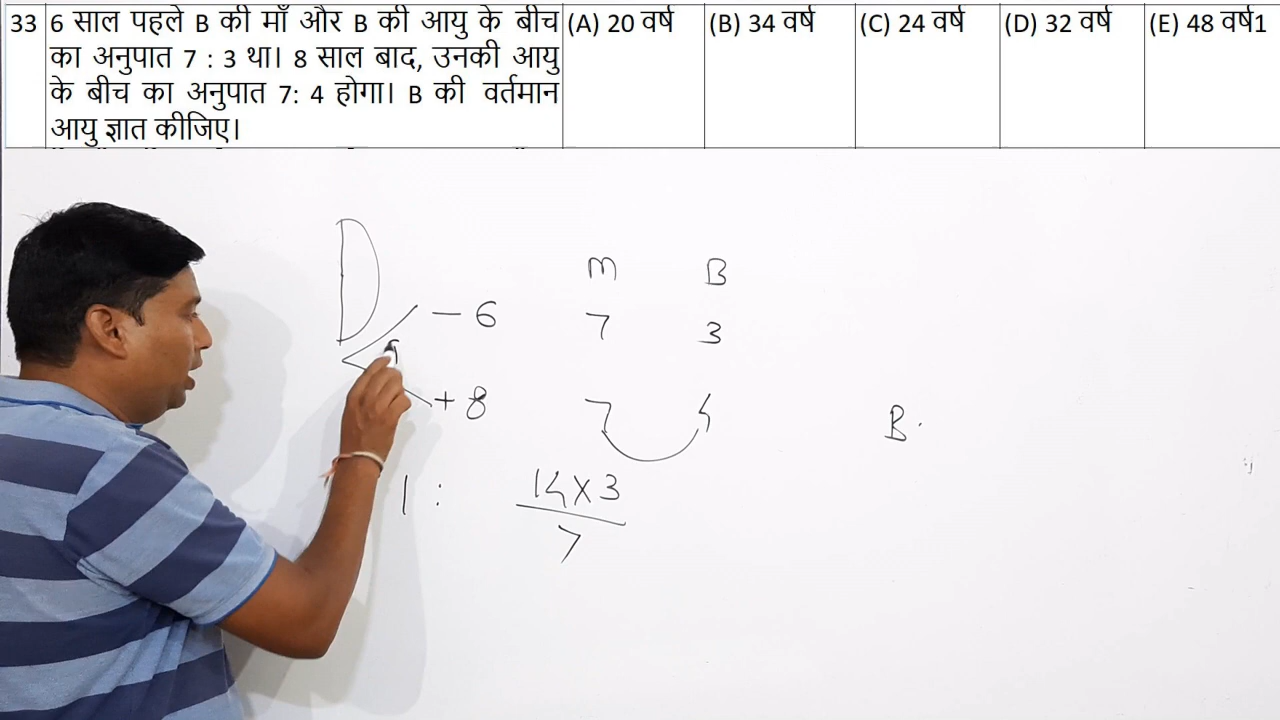 33 6 साल पहले B की माँ और B की आयु के बीच (A) 20 वर्ष (B) 34 वर्ष (C) 24 वर्ष (D) 32 वर्ष (E) 48 वर्ष1
का अनुपात 7 : 3 था। 8 साल बाद, उनकी आयु
के बीच का अनुपात 7: 4 होगा। B की वर्तमान
आयु ज्ञात कीजिए।
D
M B
- 6 7 3
+ 8 7 4
B.
1 : 14x3
7